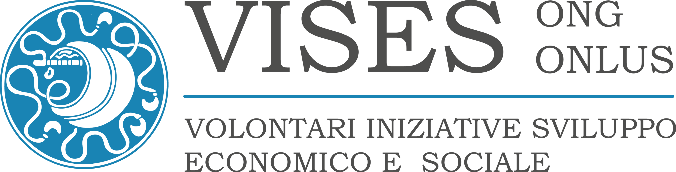 VISES ONG
ONLUS
VOLONTARI INIZIATIVE SVILUPPO
ECONOMICO E SOCIALE